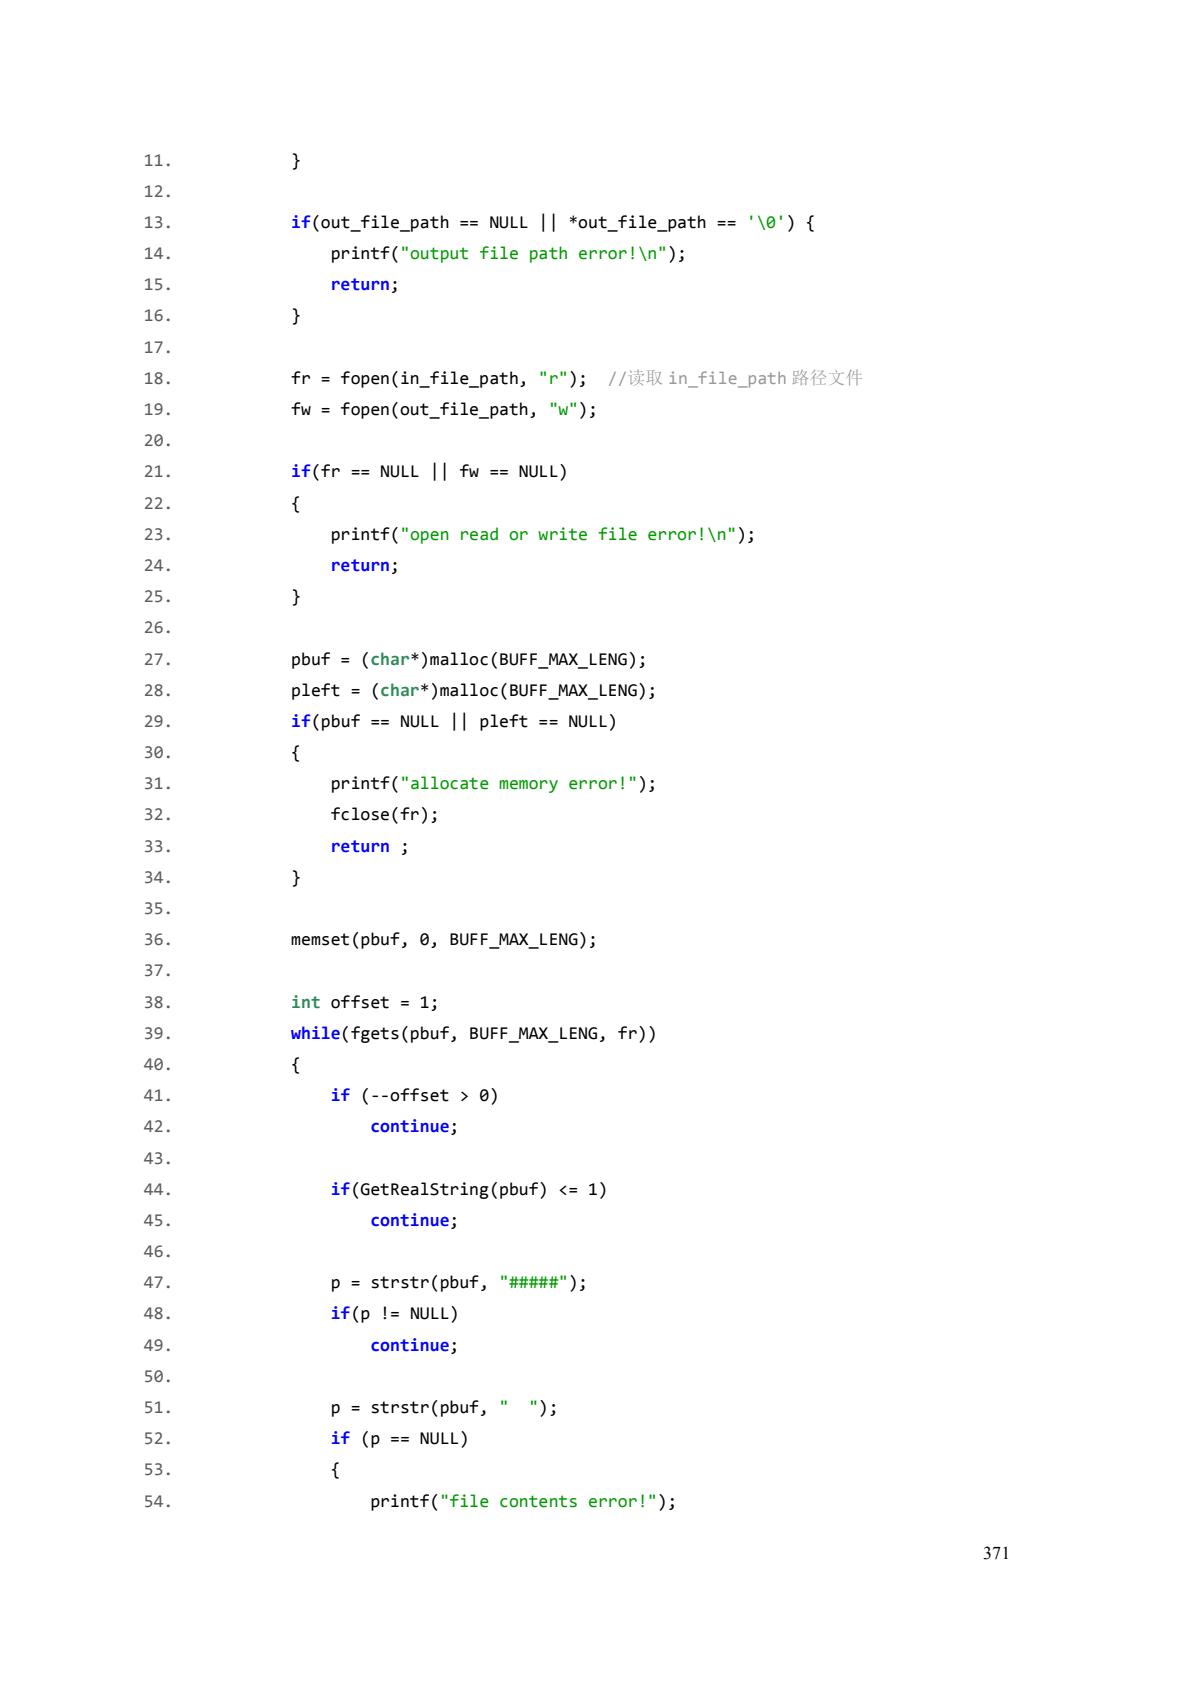 11.            }
12.
13.            if(out_file_path == NULL || *out_file_path == '\0') {
14.                printf("output file path error!\n");
15.                return;
16.            }
17.
18.            fr = fopen(in_file_path, "r");  //读取 in_file_path 路径文件
19.            fw = fopen(out_file_path, "w");
20.
21.            if(fr == NULL || fw == NULL)
22.            {
23.                printf("open read or write file error!\n");
24.                return;
25.            }
26.
27.            pbuf = (char*)malloc(BUFF_MAX_LENG);
28.            pleft = (char*)malloc(BUFF_MAX_LENG);
29.            if(pbuf == NULL || pleft == NULL)
30.            {
31.                printf("allocate memory error!");
32.                fclose(fr);
33.                return ;
34.            }
35.
36.            memset(pbuf, 0, BUFF_MAX_LENG);
37.
38.            int offset = 1;
39.            while(fgets(pbuf, BUFF_MAX_LENG, fr))
40.            {
41.                if (--offset > 0)
42.                    continue;
43.
44.                if(GetRealString(pbuf) <= 1)
45.                    continue;
46.
47.                p = strstr(pbuf, "#####");
48.                if(p != NULL)
49.                    continue;
50.
51.                p = strstr(pbuf, "  ");
52.                if (p == NULL)
53.                {
54.                    printf("file contents error!");
371